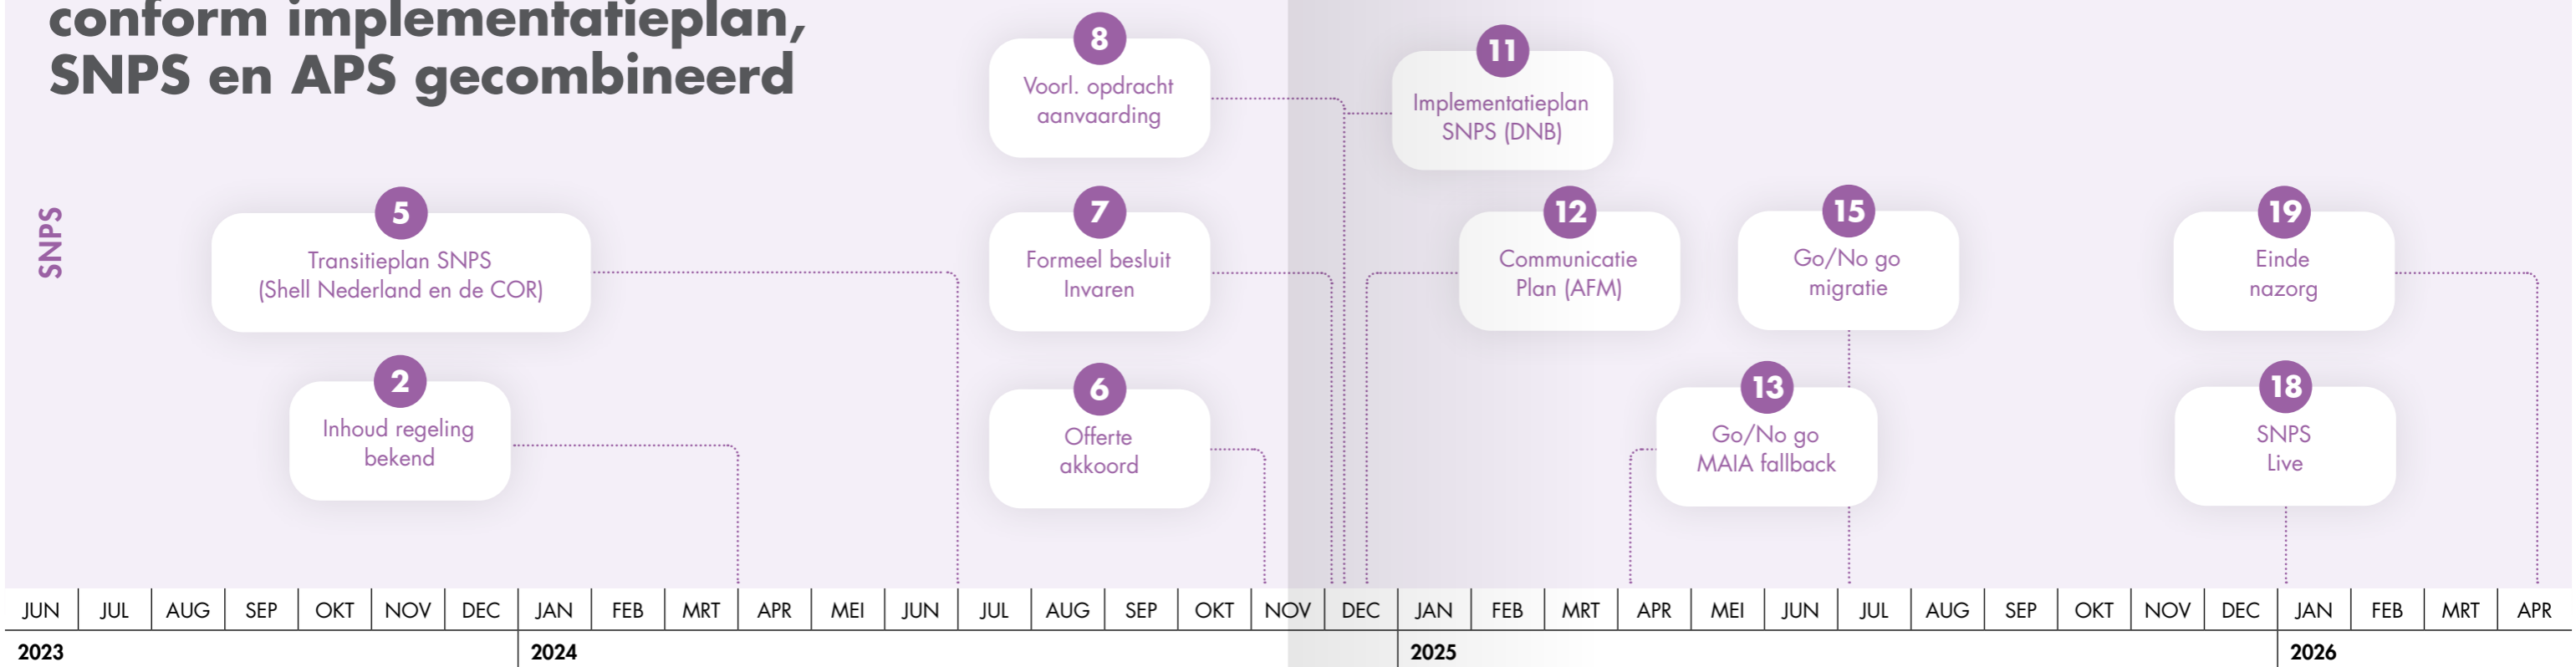 conform implementatieplan,
SNPS en APS gecombineerd
SNPS
8
Voorl. opdracht
aanvaarding
11
Implementatieplan
SNPS (DNB)
5
Transitieplan SNPS
(Shell Nederland en de COR)
7
Formeel besluit
Invaren
12
Communicatie
Plan (AFM)
15
Go/No go
migratie
19
Einde
nazorg
2
Inhoud regeling
bekend
6
Offerte
akkoord
13
Go/No go
MAIA fallback
18
SNPS
Live
JUN JUL AUG SEP OKT NOV DEC JAN FEB MRT APR MEI JUN JUL AUG SEP OKT NOV DEC JAN FEB MRT APR MEI JUN JUL AUG SEP OKT NOV DEC JAN FEB MRT APR
2023 2024 2025 2026